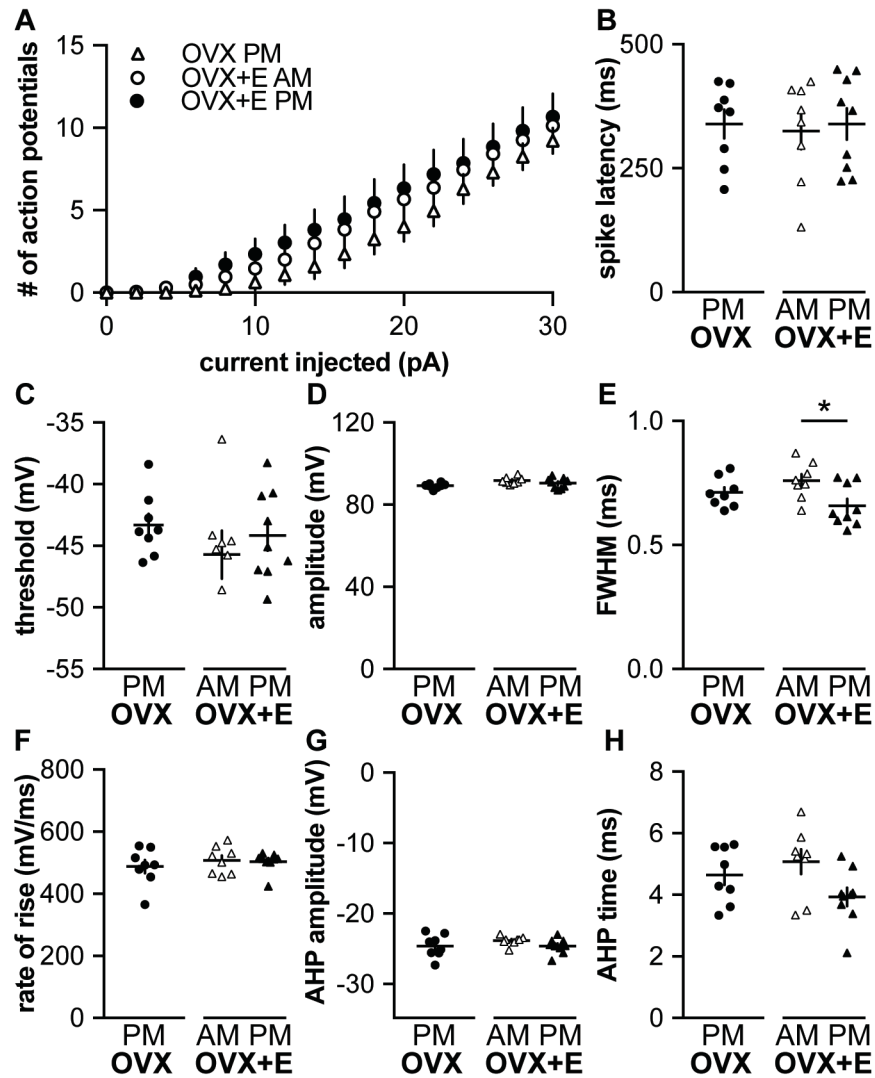 A
# of action potentials
15
10
5
0
OVX PM
OVX+E AM
OVX+E PM
0 10 20 30
current injected (pA)
B
spike latency (ms)
500
250
0
PM AM PM
OVX OVX+E
C
threshold (mV)
-35
-40
-45
-50
-55
PM AM PM
OVX OVX+E
D
amplitude (mV)
120
80
40
0
PM AM PM
OVX OVX+E
E
FWHM (ms)
1.0
0.5
0.0
*
PM AM PM
OVX OVX+E
F
rate of rise (mV/ms)
800
600
400
200
0
PM AM PM
OVX OVX+E
G
AHP amplitude (mV)
0
-10
-20
-30
PM AM PM
OVX OVX+E
H
AHP time (ms)
8
6
4
2
0
PM AM PM
OVX OVX+E